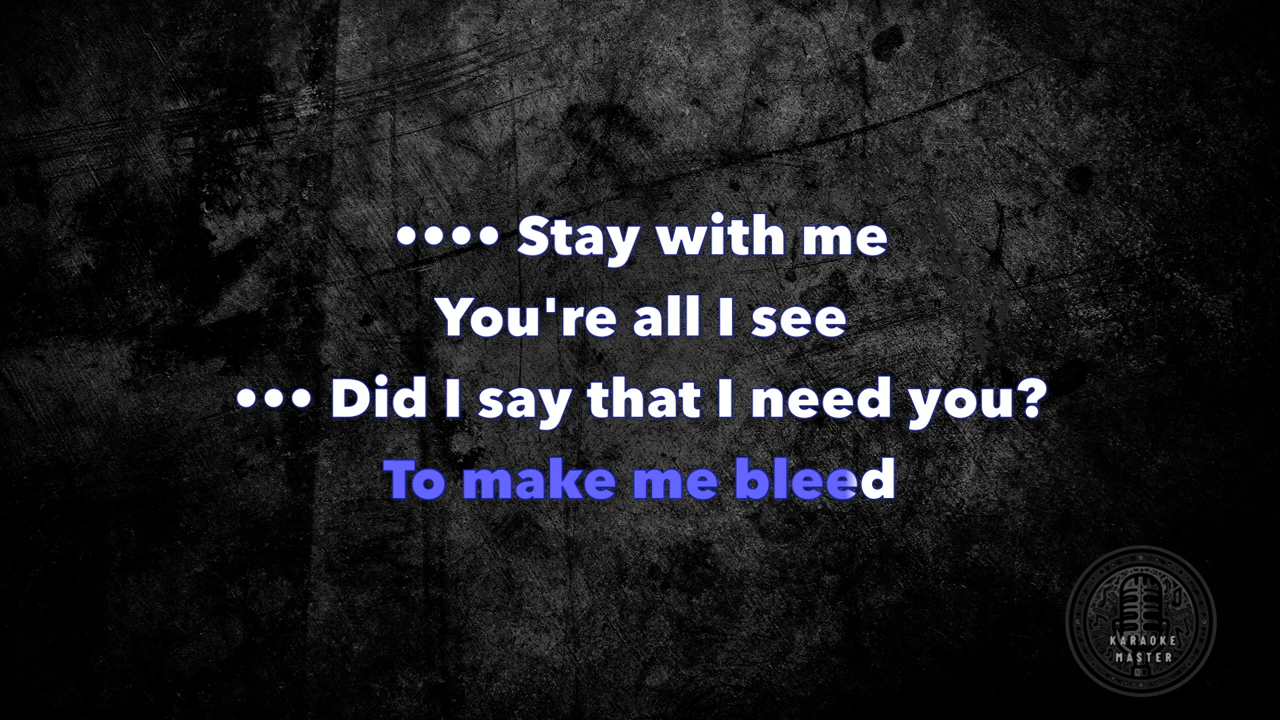 •••• Stay with me
You're all I see
••• Did I say that I need you?
To make me bleed
KARAOKE
MASTER